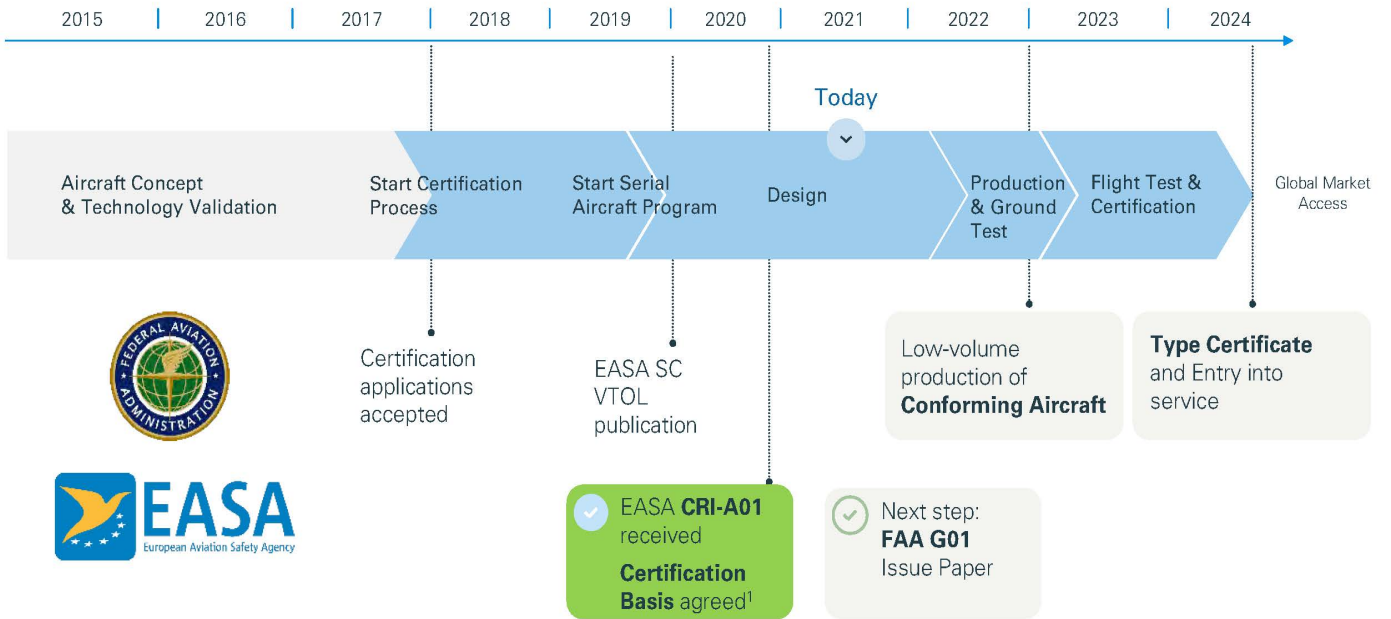 2015 | 2016 | 2017 | 2018 | 2019 | 2020 | 2021 | 2022 | 2023 | 2024
Today
Aircraft Concept
& Technology Validation
Start Certification
Process
Start Serial
Aircraft Program
Design
Production
& Ground
Test
Flight Test &
Certification
Global Market
Access
FEDERAL AVIATION
ADMINISTRATION
Certification
applications
accepted
EASA SC
VTOL
publication
Low-volume
production of
Conforming Aircraft
Type Certificate
and Entry into
service
EASA
European Aviation Safety Agency
EASA CRI-A01
received
Certification
Basis agreed¹
Next step:
FAA G01
Issue Paper